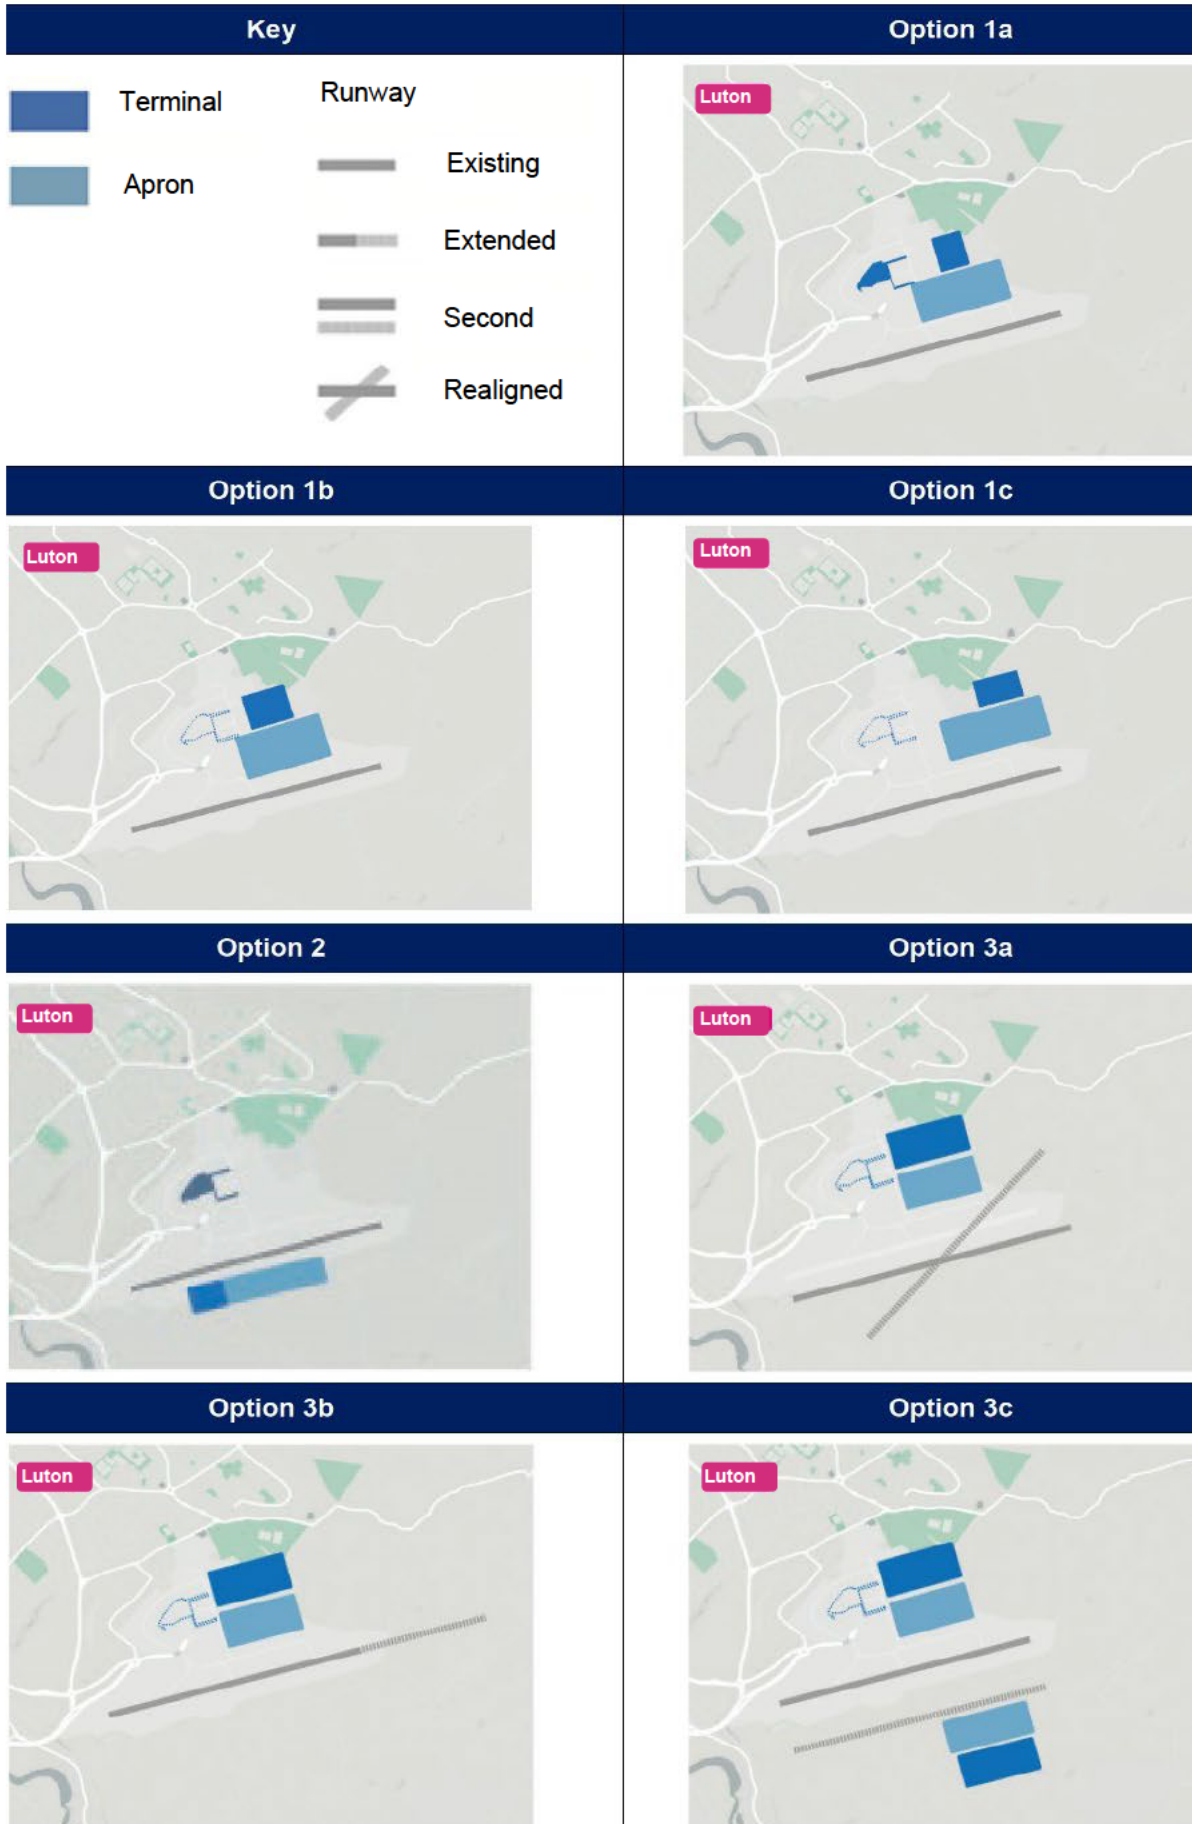 Key
Option 1a
Terminal
Runway
Apron
Existing
Extended
Second
Realigned
Luton
Option 1b
Option 1c
Luton
Luton
Option 2
Option 3a
Luton
Luton
Option 3b
Option 3c
Luton
Luton